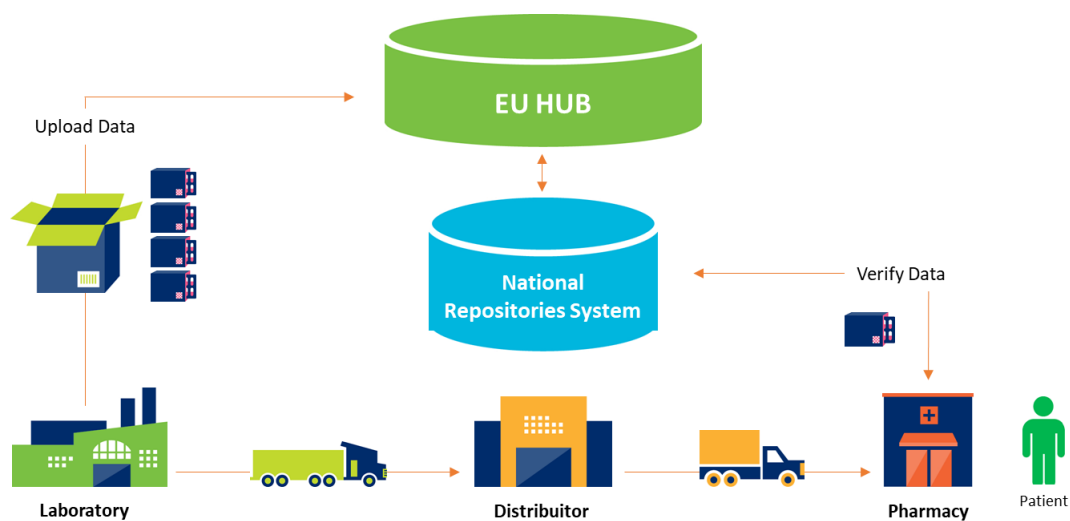 EU HUB
Upload Data
National
Repositories System
Verify Data
Laboratory
Distribuitor
Pharmacy
Patient